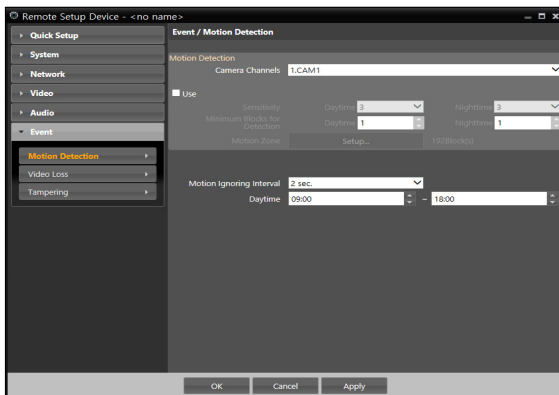 Remote Setup Device - <no name>
Quick Setup
System
Network
Video
Audio
Event
Motion Detection
Video Loss
Tampering
Event / Motion Detection
Motion Detection
Camera Channels 1.CAM1
Use
Sensitivity Daytime 3 Nighttime 3
Minimum Blocks for
Detection Daytime 1 Nighttime 1
Motion Zone Setup... 192Block(s)
Motion Ignoring Interval 2 sec.
Daytime 09:00 ~ 18:00
OK Cancel Apply